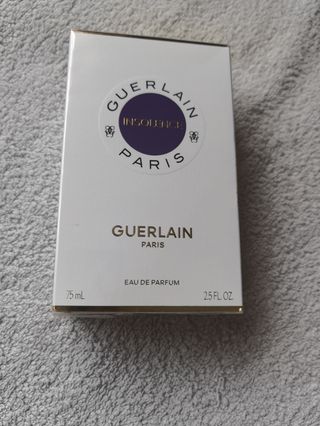 GUERLAIN
INSOLENCE
PARIS
GUERLAIN
PARIS
EAU DE PARFUM
75 mL 2.5 FL. OZ.